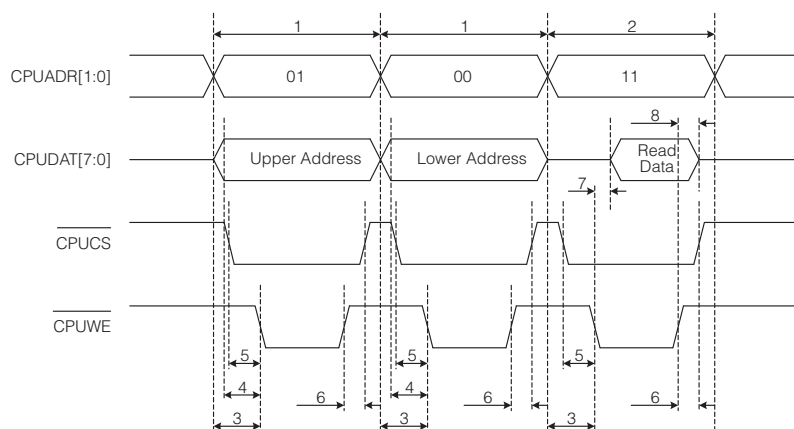 1 1 2
CPUADR[1:0] 01 00 11
8
CPUDAT[7:0] Upper Address Lower Address Read
Data
7
CPUCS
CPUWE
5 5 5
4 6 4 6 6
3 3 3